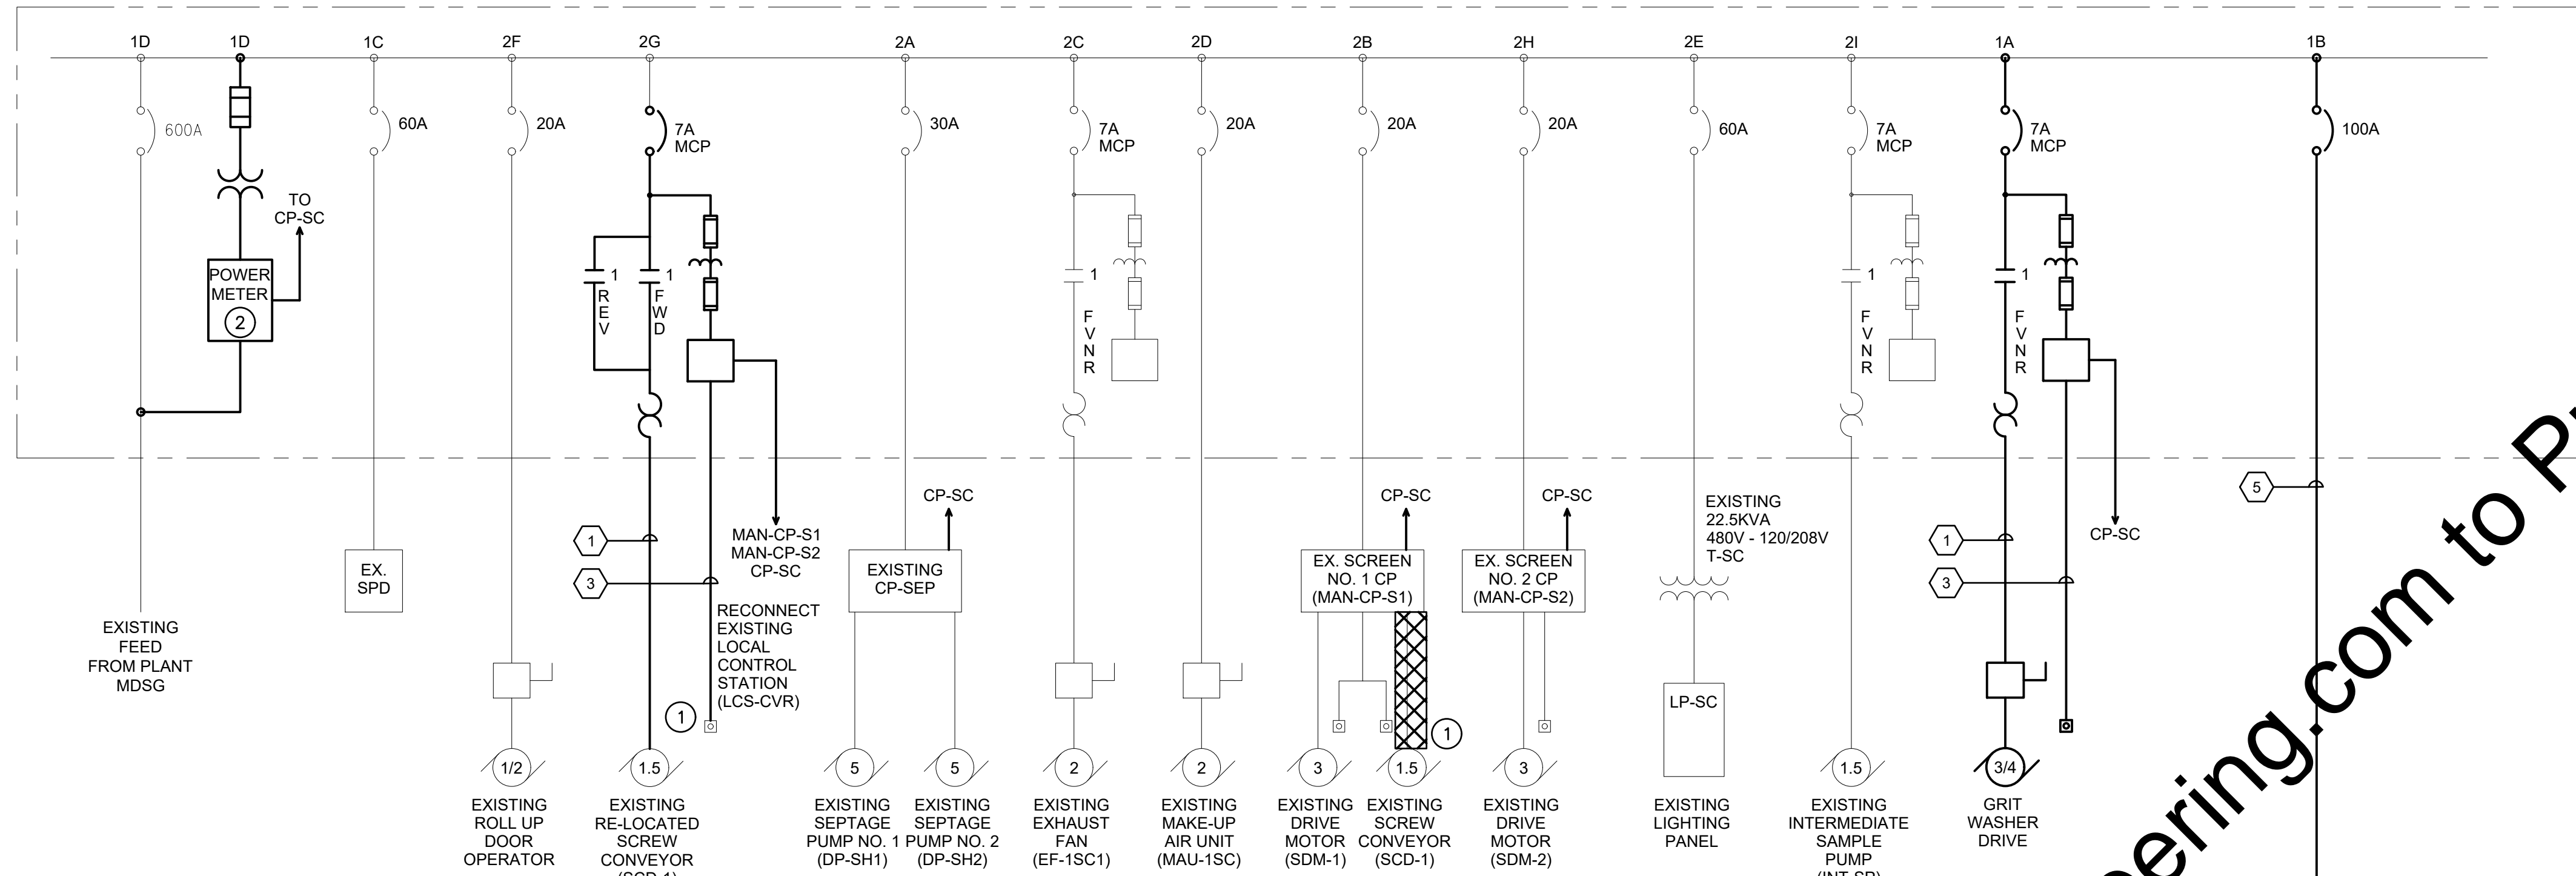 1D
1D
1C
2F
2G
2A
2C
2D
2B
2H
2E
2I
1A
1B
600A
60A
20A
7A
MCP
30A
7A
MCP
20A
20A
20A
60A
7A
MCP
7A
MCP
100A
TO
CP-SC
POWER
METER
2
1
REV
1
FWD
1
FVNR
1
FVNR
1
FVNR
MAN-CP-S1
MAN-CP-S2
CP-SC
1
3
RECONNECT
EXISTING
LOCAL
CONTROL
STATION
(LCS-CVR)
1
CP-SC
CP-SC
CP-SC
EXISTING
22.5KVA
480V - 120/208V
T-SC
1
3
CP-SC
5
EX.
SPD
EXISTING
CP-SEP
EX. SCREEN
NO. 1 CP
(MAN-CP-S1)
EX. SCREEN
NO. 2 CP
(MAN-CP-S2)
1
LP-SC
EXISTING
FEED
FROM PLANT
MDSG
1/2
1.5
5
5
2
2
3
1.5
3
1.5
3/4
EXISTING
ROLL UP
DOOR
OPERATOR
EXISTING
RE-LOCATED
SCREW
CONVEYOR
(SCD-1)
EXISTING
SEPTAGE
PUMP NO. 1
(DP-SH1)
EXISTING
SEPTAGE
PUMP NO. 2
(DP-SH2)
EXISTING
EXHAUST
FAN
(EF-1SC1)
EXISTING
MAKE-UP
AIR UNIT
(MAU-1SC)
EXISTING
DRIVE
MOTOR
(SDM-1)
EXISTING
SCREW
CONVEYOR
(SCD-1)
EXISTING
DRIVE
MOTOR
(SDM-2)
EXISTING
LIGHTING
PANEL
EXISTING
INTERMEDIATE
SAMPLE
PUMP
(INT-SP)
GRIT
WASHER
DRIVE
eering.com to P